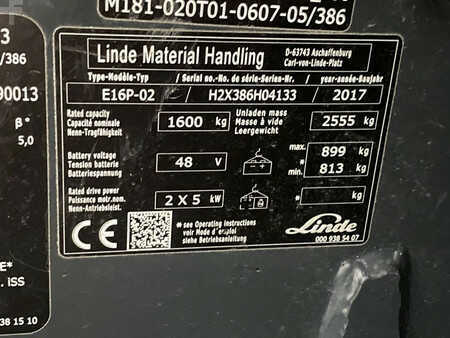 M181-020T01-0607-05/386
3
386
90013
β*
5,0
Linde Material Handling
D-63743 Aschaffenburg
Carl-von-Linde-Platz
Type-Modèle-Typ / Serial no.-No de série-Serien-Nr. / year-année-Baujahr
E16P-02 / H2X386H04133 / 2017
Rated capacity
Capacity nominale
Nenn-Tragfähigkeit
1600 kg
Unladen mass
Masse à vide
Leergewicht
2555 kg
Battery voltage
Tension batterie
Batteriespannung
48 V
max. 899 kg
*
min. 813 kg
Rated drive power
Puissance motr.nom.
Nenn-Antriebsleist.
2 X 5 kW
* kg
CE
* see Operating instructions
voir Mode d'emploi
siehe Betriebsanleitung
Linde
000 938 54 07
E*
. iSS
38 15 10